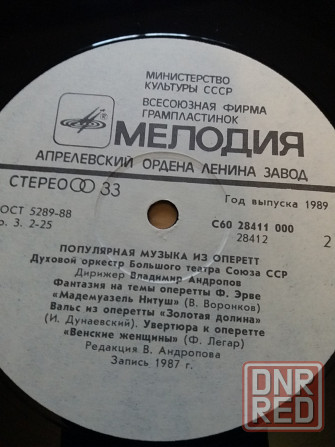 МИНИСТЕРСТВО
КУЛЬТУРЫ СССР
ВСЕСОЮЗНАЯ ФИРМА
ГРАМПЛАСТИНОК
МЕЛОДИЯ
АПРЕЛЕВСКИЙ ОРДЕНА ЛЕНИНА ЗАВОД
СТЕРЕО 33
Год выпуска 1989
ОСТ 5289-88
р. 3. 2-25
С60 28411 000
28412
2
ПОПУЛЯРНАЯ МУЗЫКА ИЗ ОПЕРЕТТ
Духовой оркестр Большого театра Союза ССР
Дирижер Владимир Андропов
Фантазия на темы оперетты Ф. Эрве
«Мадемуазель Нитуш» (В. Воронков)
Вальс из оперетты «Золотая долина»
(И. Дунаевский). Увертюра к оперетте
«Венские женщины» (Ф. Легар)
Редакция В. Андропова
Запись 1987 г.
DNR
RED